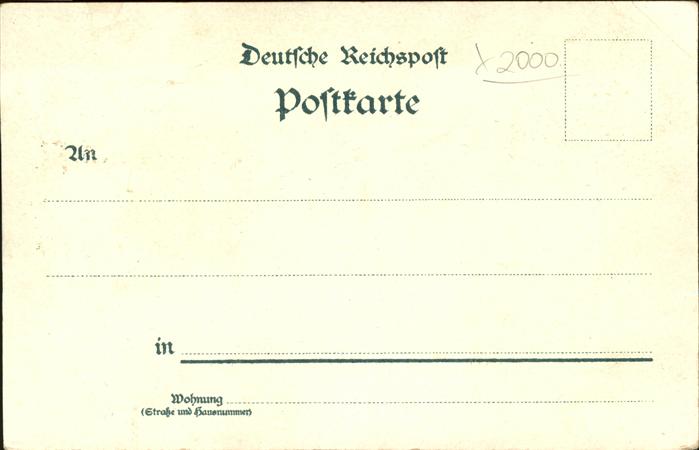 Deutſche Reichspoſt
x 2000.
Poſtkarte
An
in
Wohnung
(Straße und Hausnummer)